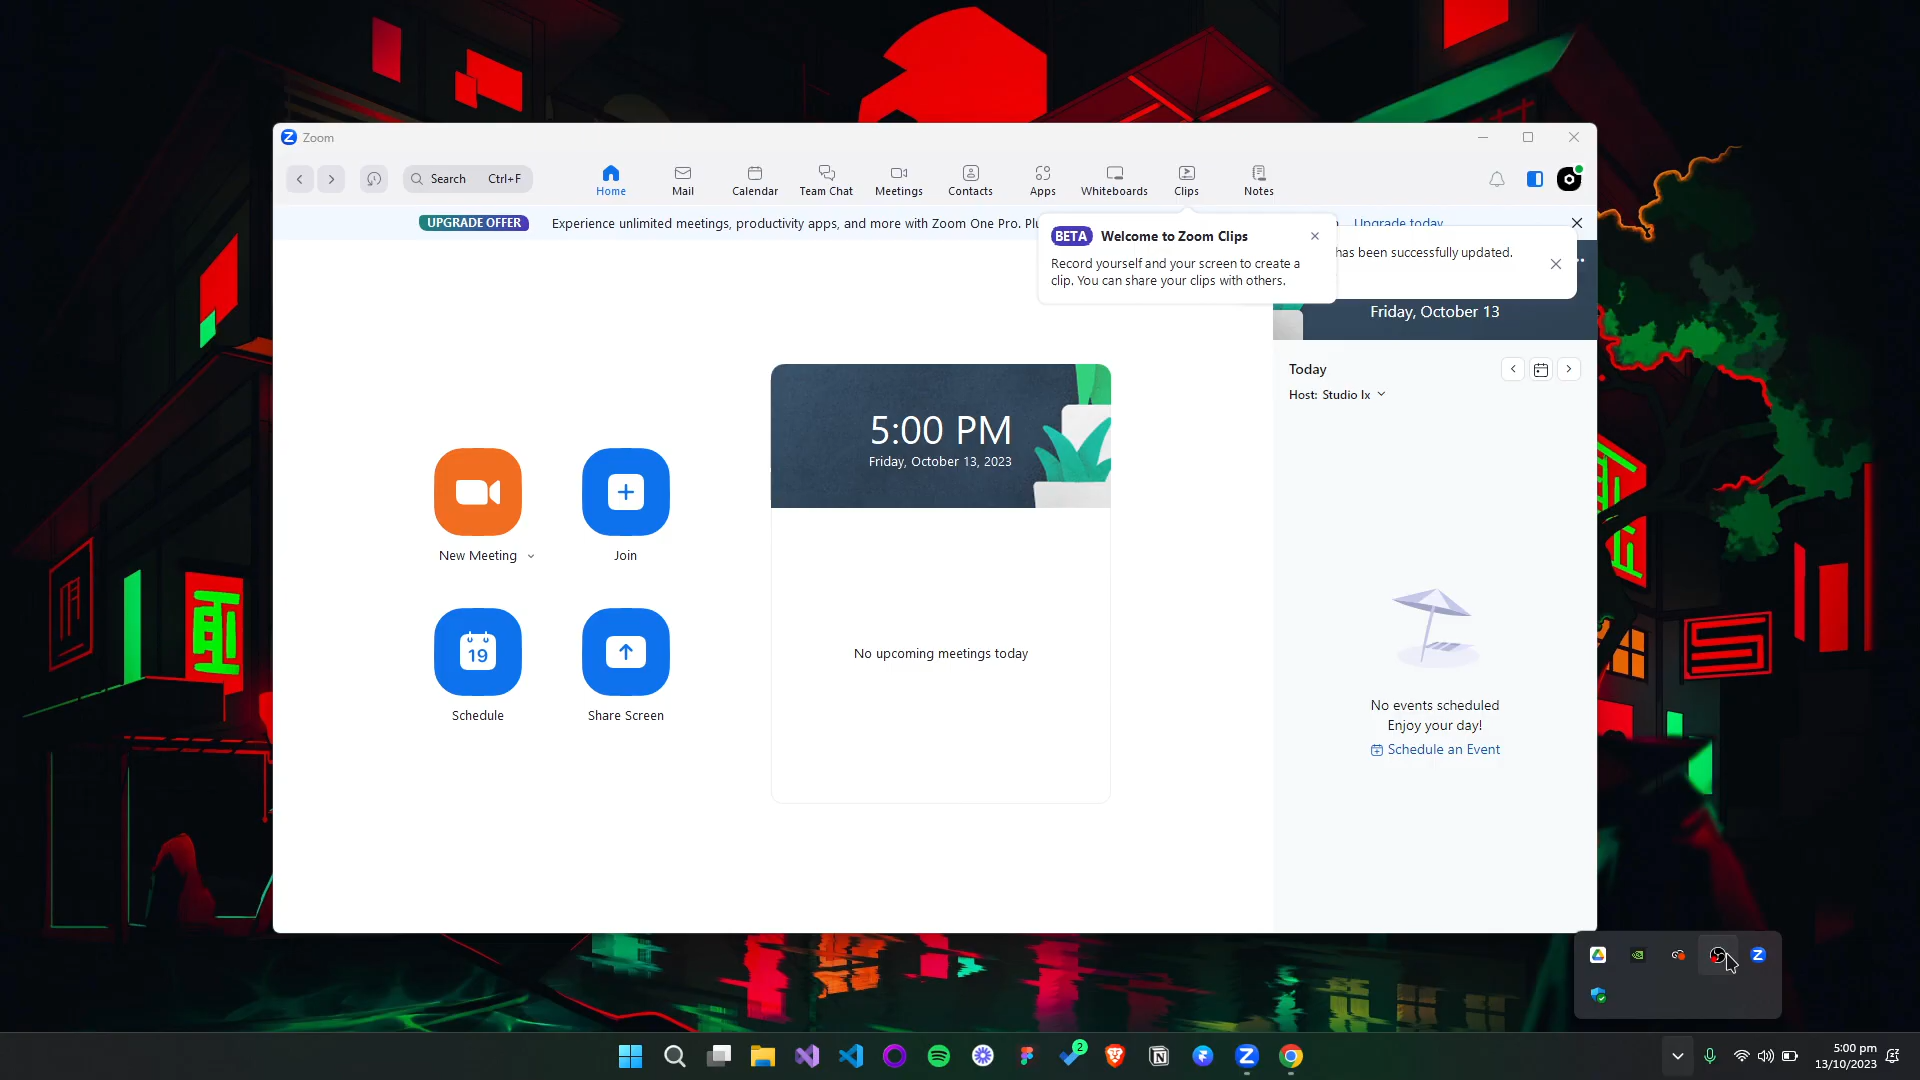 Zoom
Search Ctrl+F
Home
Mail
Calendar
Team Chat
Meetings
Contacts
Apps
Whiteboards
Clips
Notes
UPGRADE OFFER Experience unlimited meetings, productivity apps, and more with Zoom One Pro. Upgrade today
BETA Welcome to Zoom Clips
Record yourself and your screen to create a
clip. You can share your clips with others.
has been successfully updated.
Friday, October 13
Today
Host: Studio Ix
5:00 PM
Friday, October 13, 2023
New Meeting
Join
19
Schedule
Share Screen
No upcoming meetings today
No events scheduled
Enjoy your day!
Schedule an Event
2
5:00 pm
13/10/2023